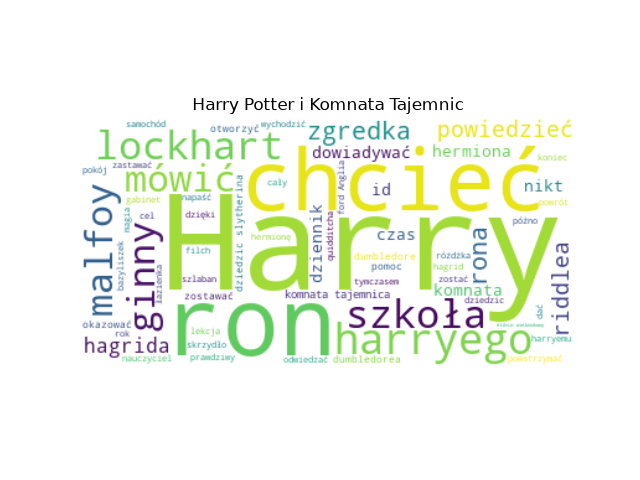 Harry Potter i Komnata Tajemnic
samochód
otworzyć
wychodzić
zgredka
powiedzieć
lockhart
dowiadywać
hermiona
koniec
pokój
zastawać
mówić
chcieć
cały
ford Anglia
id
nikt
powrót
gabinet
napaść
malfoy
bazyliszek
magia
cel
dzięki
dziedzic slytherina
Harry
dziennik
quidditcha
czas
późno
ginny
łazienka
filch
hermionę
dumbledore
różdżka
rona
riddlea
szlaban
pomoc
hagrid
tymczasem
zostać
zostawać
komnata tajemnica
komnata
dziedzic
dać
okazować
rok
ron
szkoła
lekcja
skrzydło
harryego
harryemu
hagrida
nauczyciel
prawdziwy
odwiedzać
dumbledorea
powstrzymać